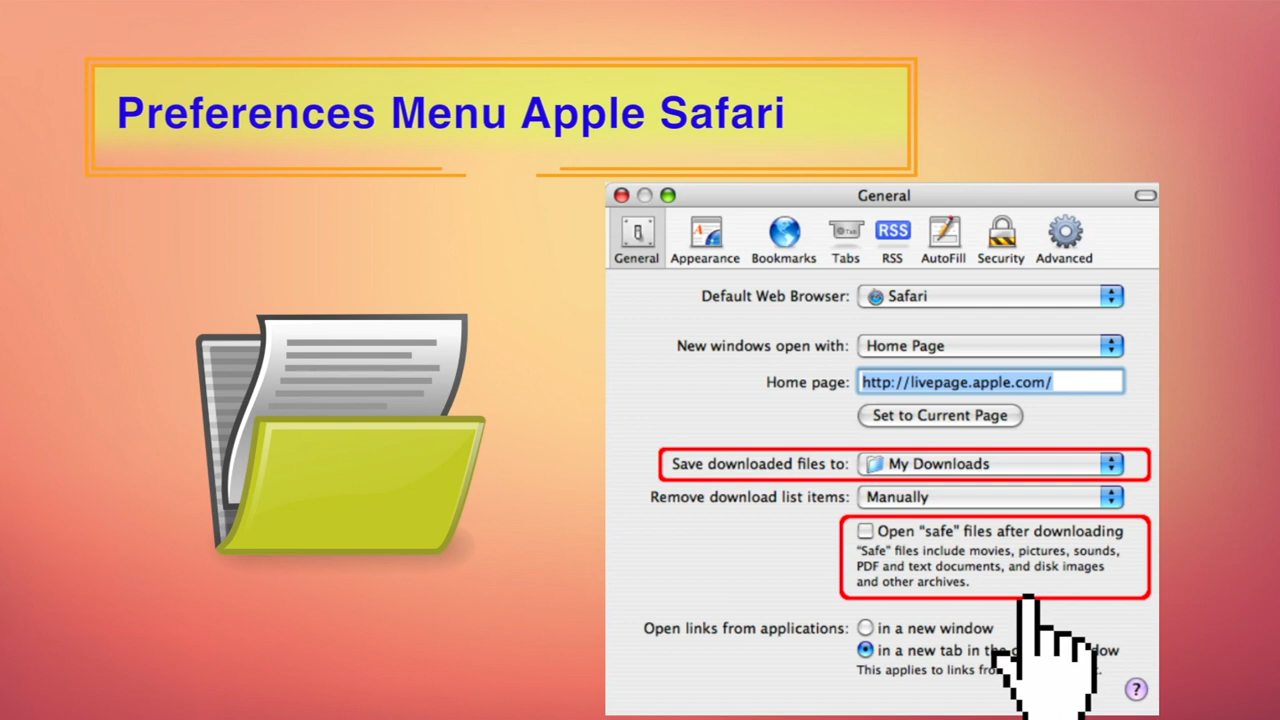 Preferences Menu Apple Safari
General
General Appearance Bookmarks Tabs RSS AutoFill Security Advanced
RSS
Tab
Default Web Browser: Safari
New windows open with: Home Page
Home page: http://livepage.apple.com/
Set to Current Page
Save downloaded files to: My Downloads
Remove download list items: Manually
Open “safe” files after downloading
“Safe” files include movies, pictures, sounds,
PDF and text documents, and disk images
and other archives.
Open links from applications: in a new window
in a new tab in the
This applies to links
?